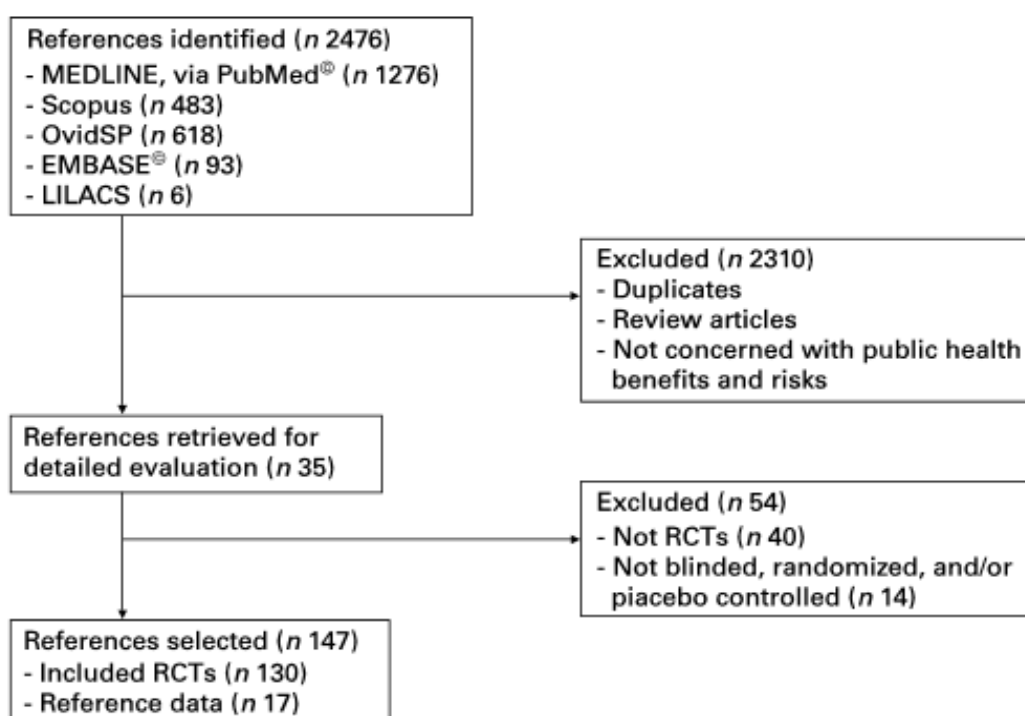 References identified (n 2476)
- MEDLINE, via PubMed© (n 1276)
- Scopus (n 483)
- OvidSP (n 618)
- EMBASE© (n 93)
- LILACS (n 6)
Excluded (n 2310)
- Duplicates
- Review articles
- Not concerned with public health
benefits and risks
References retrieved for
detailed evaluation (n 35)
Excluded (n 54)
- Not RCTs (n 40)
- Not blinded, randomized, and/or
piacebo controlled (n 14)
References selected (n 147)
- Included RCTs (n 130)
- Reference data (n 17)